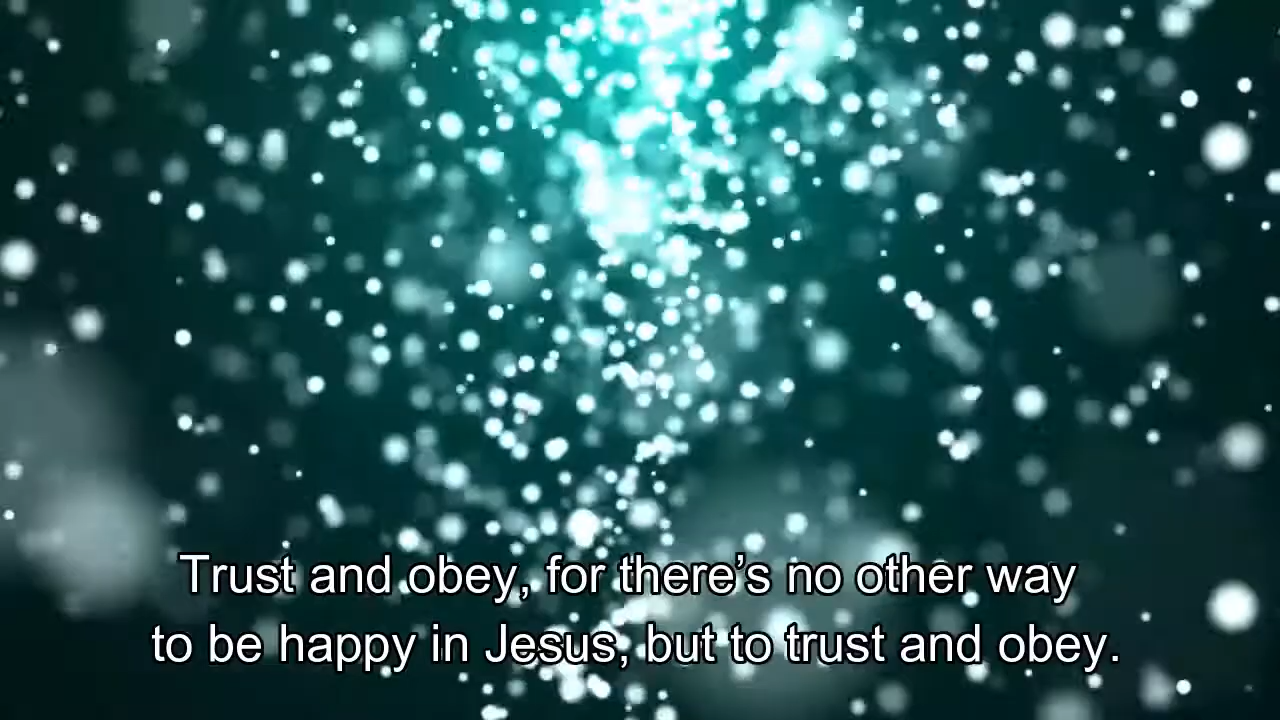 Trust and obey, for there’s no other way
to be happy in Jesus, but to trust and obey.